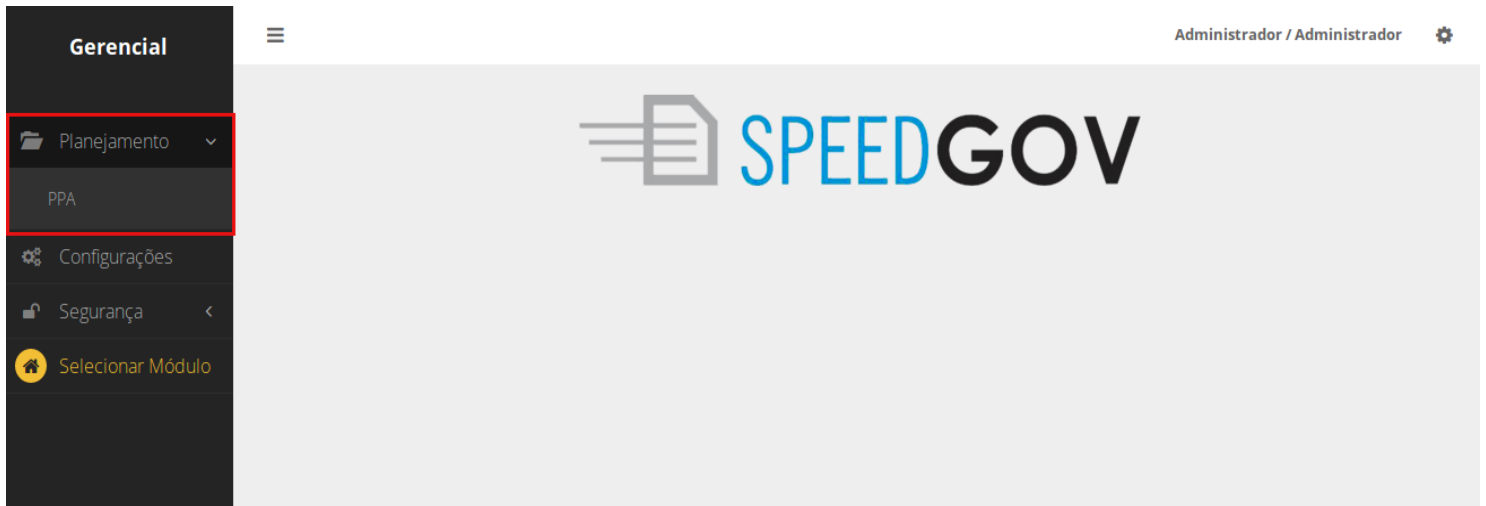 Gerencial
Administrador / Administrador
SPEEDGOV
Planejamento
PPA
Configurações
Segurança
Selecionar Módulo